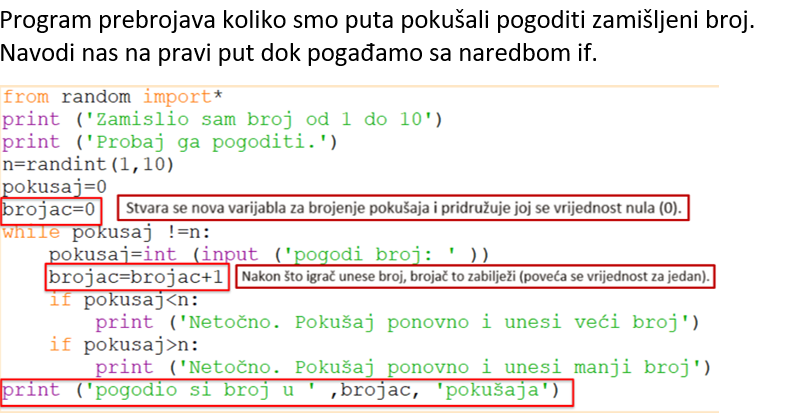 Program prebrojava koliko smo puta pokušali pogoditi zamišljeni broj.
Navodi nas na pravi put dok pogađamo sa naredbom if.
from random import*
print ('Zamislio sam broj od 1 do 10')
print ('Probaj ga pogoditi.')
n=randint(1,10)
pokusaj=0
brojac=0 Stvara se nova varijabla za brojenje pokušaja i pridružuje joj se vrijednost nula (0).
while pokusaj !=n:
    pokusaj=int (input ('pogodi broj: ' ))
    brojac=brojac+1 Nakon što igrač unese broj, brojač to zabilježi (poveća se vrijednost za jedan).
    if pokusaj<n:
        print ('Netočno. Pokušaj ponovno i unesi veći broj')
    if pokusaj>n:
        print ('Netočno. Pokušaj ponovno i unesi manji broj')
print ('pogodio si broj u ' ,brojac, 'pokušaja')